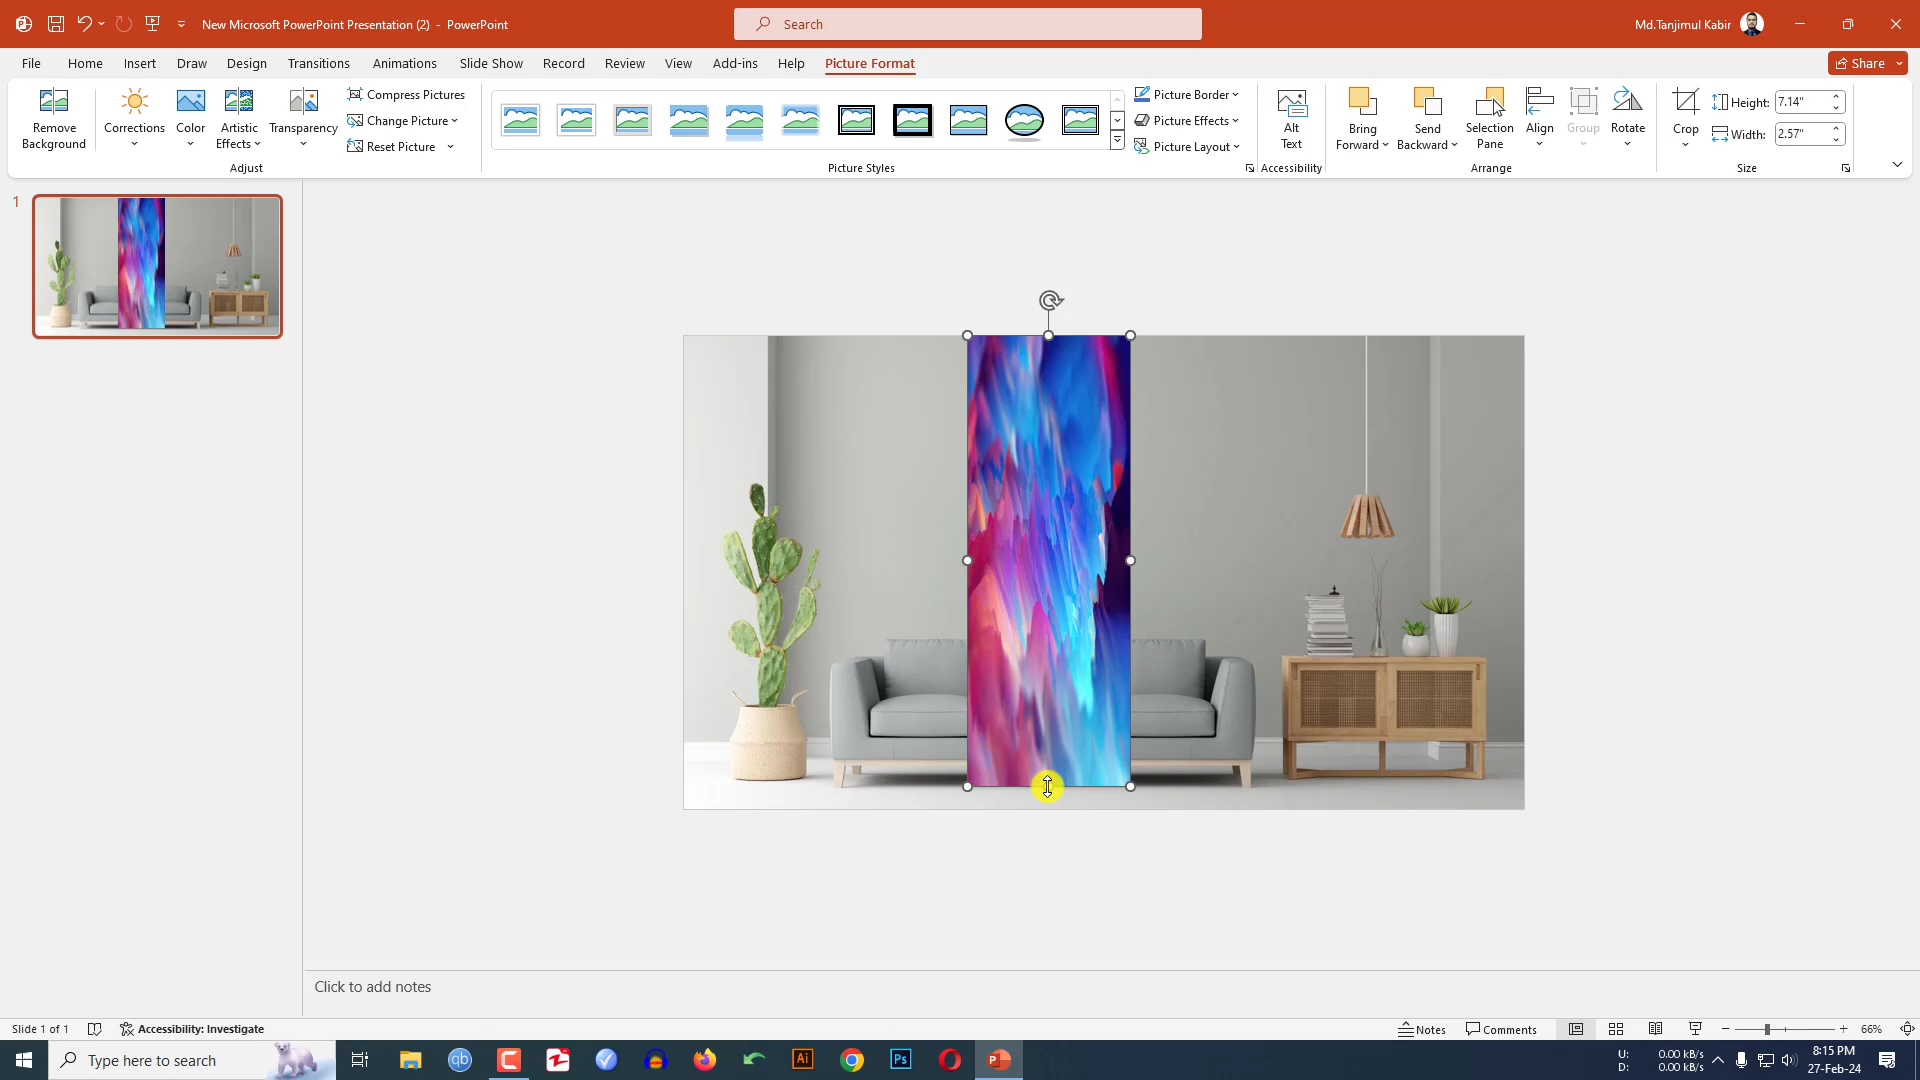 New Microsoft PowerPoint Presentation (2) - PowerPoint
Search
Md.Tanjimul Kabir
File Home Insert Draw Design Transitions Animations Slide Show Record Review View Add-ins Help Picture Format
Share
Remove Background
Corrections
Color
Artistic Effects
Transparency
Compress Pictures
Change Picture
Reset Picture
Adjust
Picture Border
Picture Effects
Picture Layout
Picture Styles
Alt Text
Accessibility
Bring Forward
Send Backward
Selection Pane
Align
Group
Rotate
Arrange
Crop
Height: 7.14"
Width: 2.57"
Size
1
Click to add notes
Slide 1 of 1
Accessibility: Investigate
Notes
Comments
66%
Type here to search
qb
Ai
Ps
U: 0.00 kB/s
D: 0.00 kB/s
8:15 PM
27-Feb-24